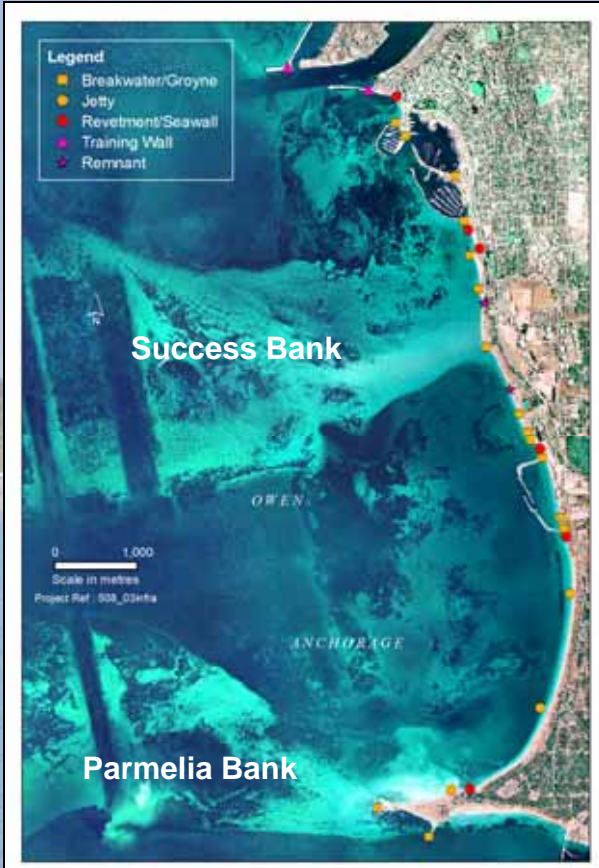 Legend
Breakwater/Groyne
Jetty
Revetment/Seawall
Training Wall
Remnant
N
Success Bank
OWEN
0 1,000
Scale in metres
Project Ref : 508_03infra
ANCHORAGE
Parmelia Bank